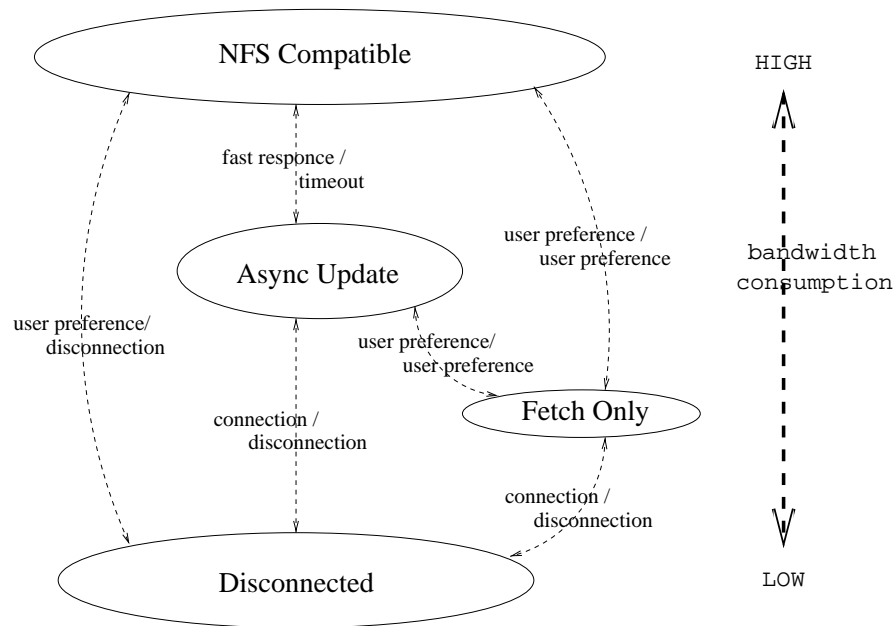 NFS Compatible
HIGH
fast responce /
timeout
user preference /
user preference
bandwidth
consumption
Async Update
user preference/
disconnection
user preference/
user preference
Fetch Only
connection /
disconnection
connection /
disconnection
Disconnected
LOW